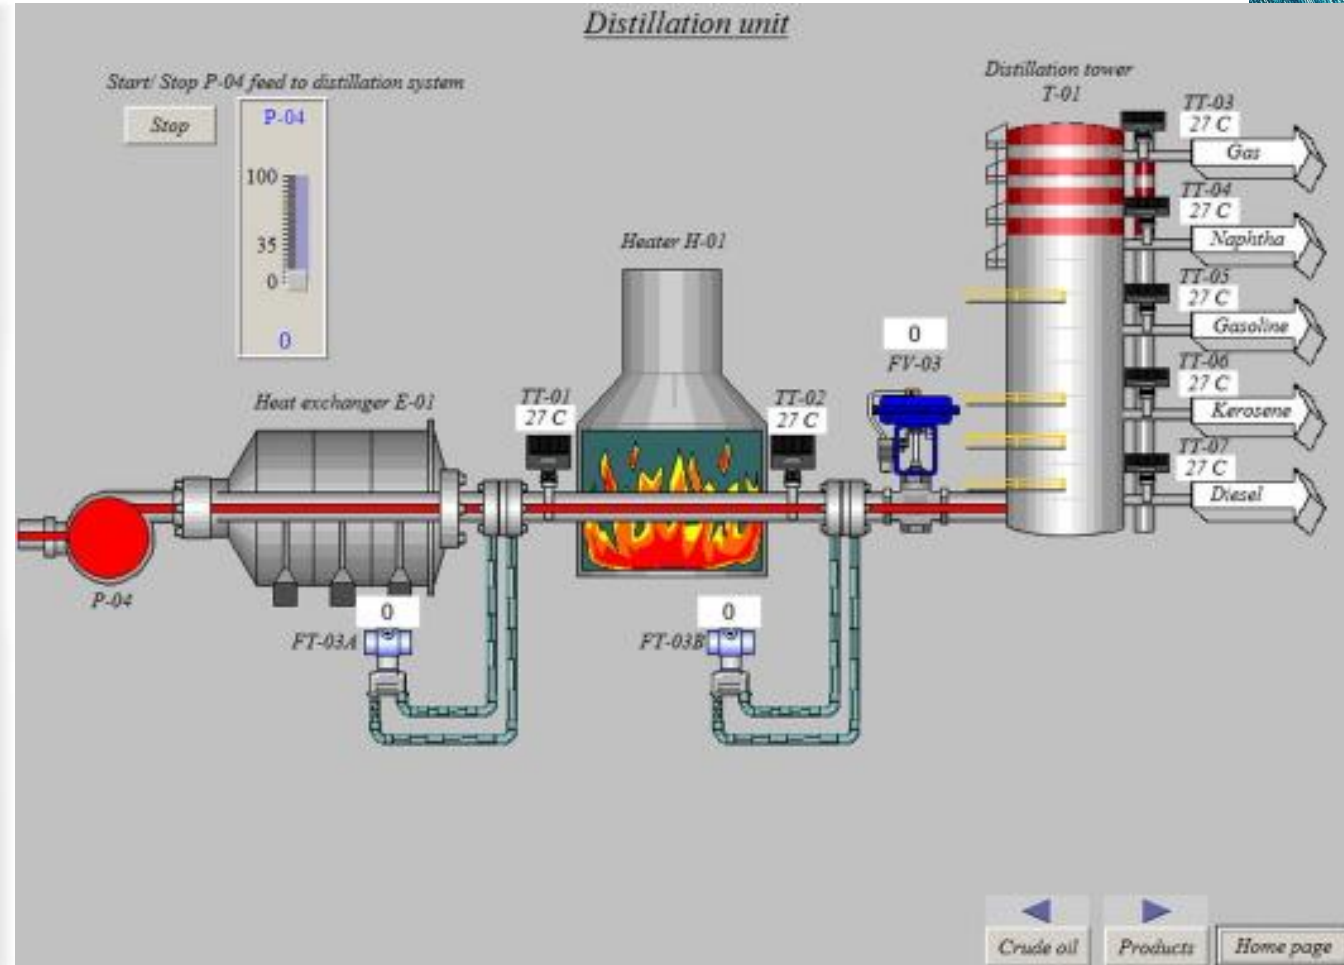 Distillation unit
Start/ Stop P-04 feed to distillation system
Stop
P-04
100
35
0
0
Heat exchanger E-01
P-04
Heater H-01
TT-01
27 C
TT-02
27 C
0
FV-03
0
FT-03A
0
FT-03B
Distillation tower
T-01
TT-03
27 C
Gas
TT-04
27 C
Naphtha
TT-05
27 C
Gasoline
TT-06
27 C
Kerosene
TT-07
27 C
Diesel
Crude oil
Products
Home page